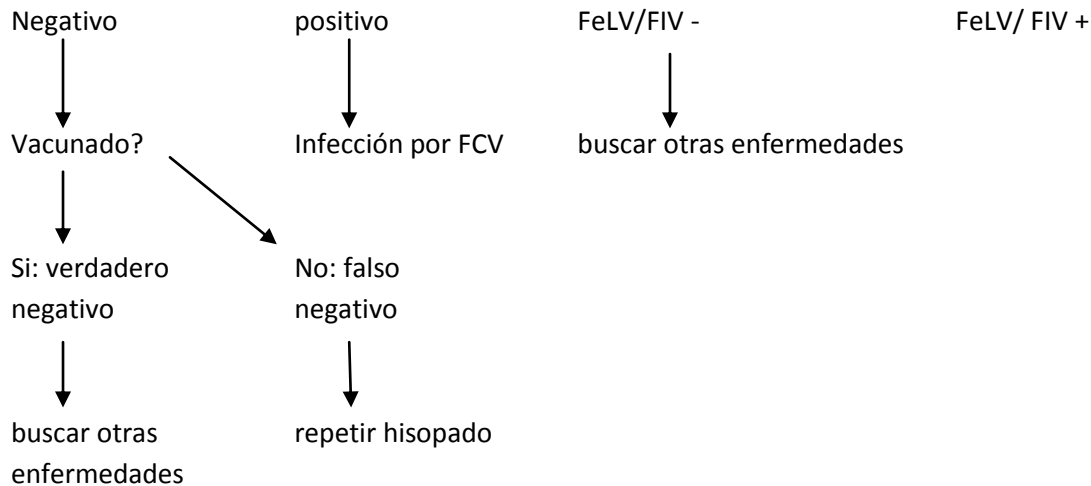 Negativo positivo FeLV/FIV - FeLV/ FIV +
Vacunado? Infección por FCV buscar otras enfermedades
Si: verdadero No: falso
negativo negativo
buscar otras repetir hisopado
enfermedades